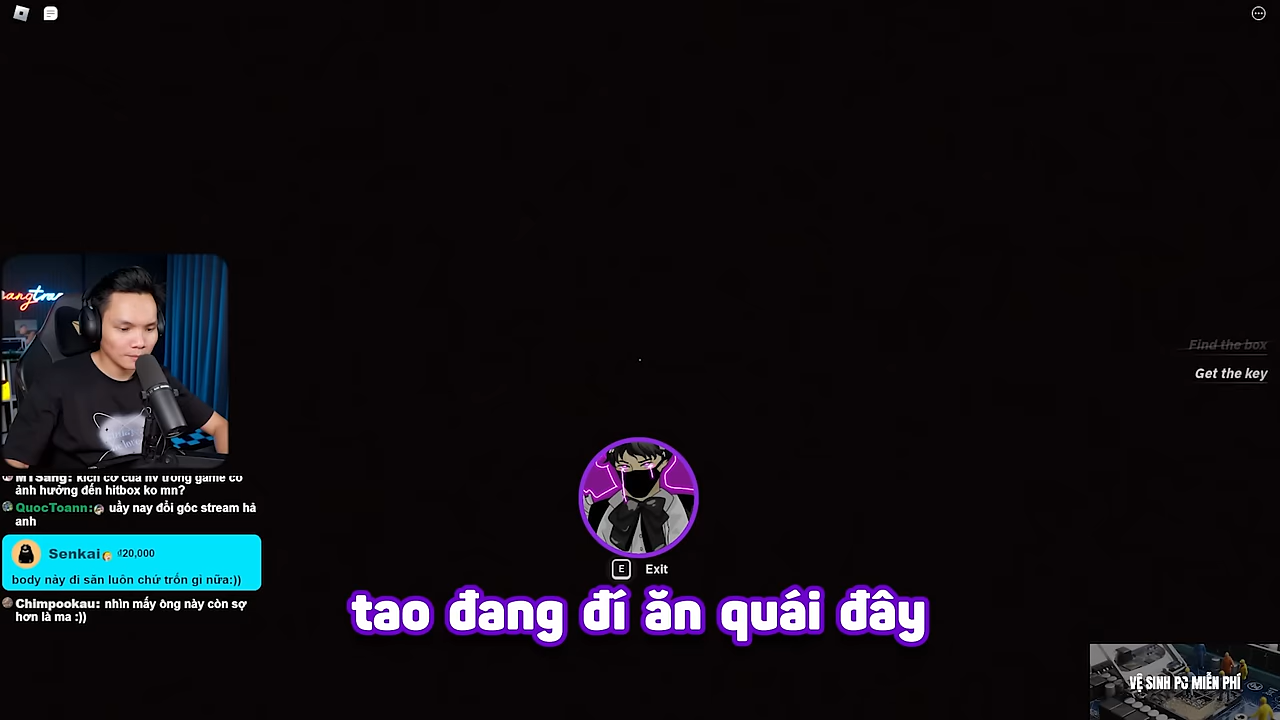 Find the box
Get the key
MTSang: kích cỡ của nv trong game có
ảnh hưởng đến hitbox ko mn?
QuocToann: uầy nay đổi góc stream hả
anh
Senkai ₫20,000
body này đi săn luôn chứ trốn gì nữa:))
Chimpookau: nhìn mấy ông này còn sợ
hơn là ma :))
E Exit
tao đang đí ăn quái đây
VỆ SINH PC MIỄN PHÍ